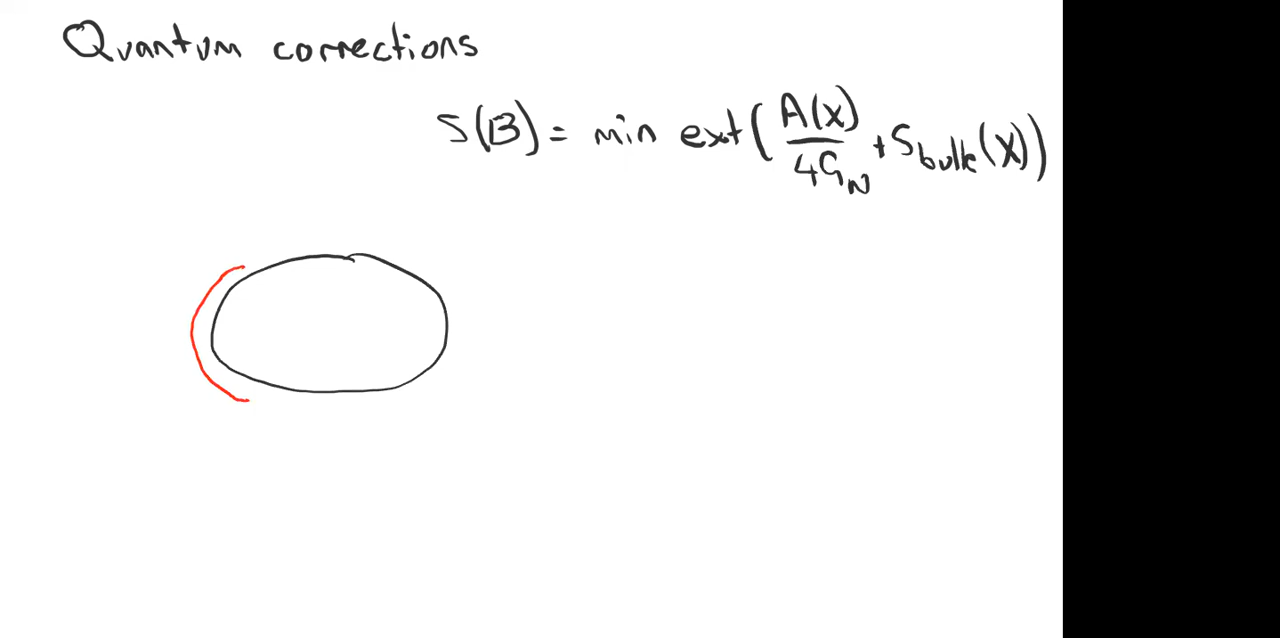 Quantum corrections
S(B) = min ext( A(X)/4G_N + S_bulk(X) )